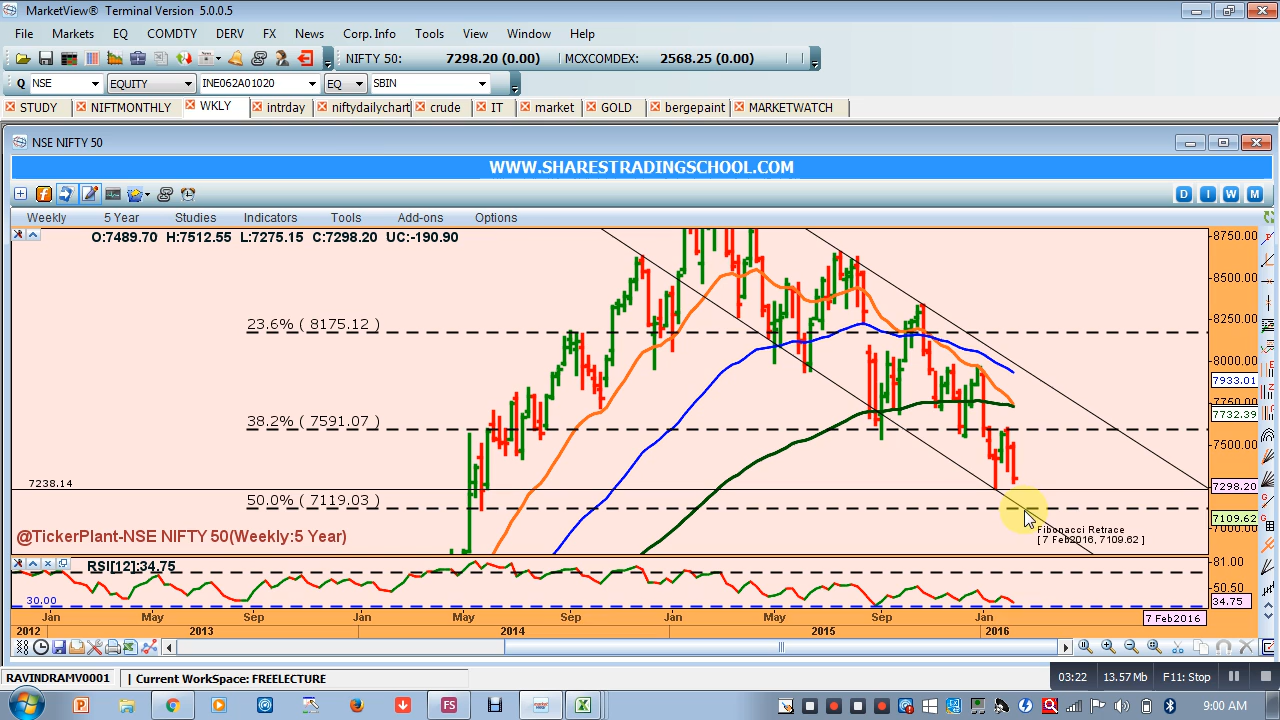 MarketView® Terminal Version 5.0.0.5
File Markets EQ COMDTY DERV FX News Corp. Info Tools View Window Help
NIFTY 50: 7298.20 (0.00) MCXCOMDEX: 2568.25 (0.00)
Q NSE EQUITY INE062A01020 EQ SBIN
STUDY NIFTMONTHLY WKLY intrday niftydailychart crude IT market GOLD bergepaint MARKETWATCH
NSE NIFTY 50
WWW.SHARESTRADINGSCHOOL.COM
D I W M
Weekly 5 Year Studies Indicators Tools Add-ons Options
O:7489.70 H:7512.55 L:7275.15 C:7298.20 UC:-190.90
8750.00
8500.00
8250.00
23.6% ( 8175.12 )
8000.00
7933.01
7732.39
38.2% ( 7591.07 )
7500.00
7238.14
7298.20
50.0% ( 7119.03 )
7109.62
7000.00
Fibonacci Retrace
[ 7 Feb2016, 7109.62 ]
@TickerPlant-NSE NIFTY 50(Weekly:5 Year)
RSI[12]:34.75
81.00
50.50
30.00
34.75
Jan May Sep Jan May Sep Jan May Sep Jan
7 Feb2016
2012 2013 2014 2015 2016
RAVINDRAMV0001 | Current WorkSpace: FREELECTURE
03:22 13.57 Mb F11: Stop
FS
9:00 AM